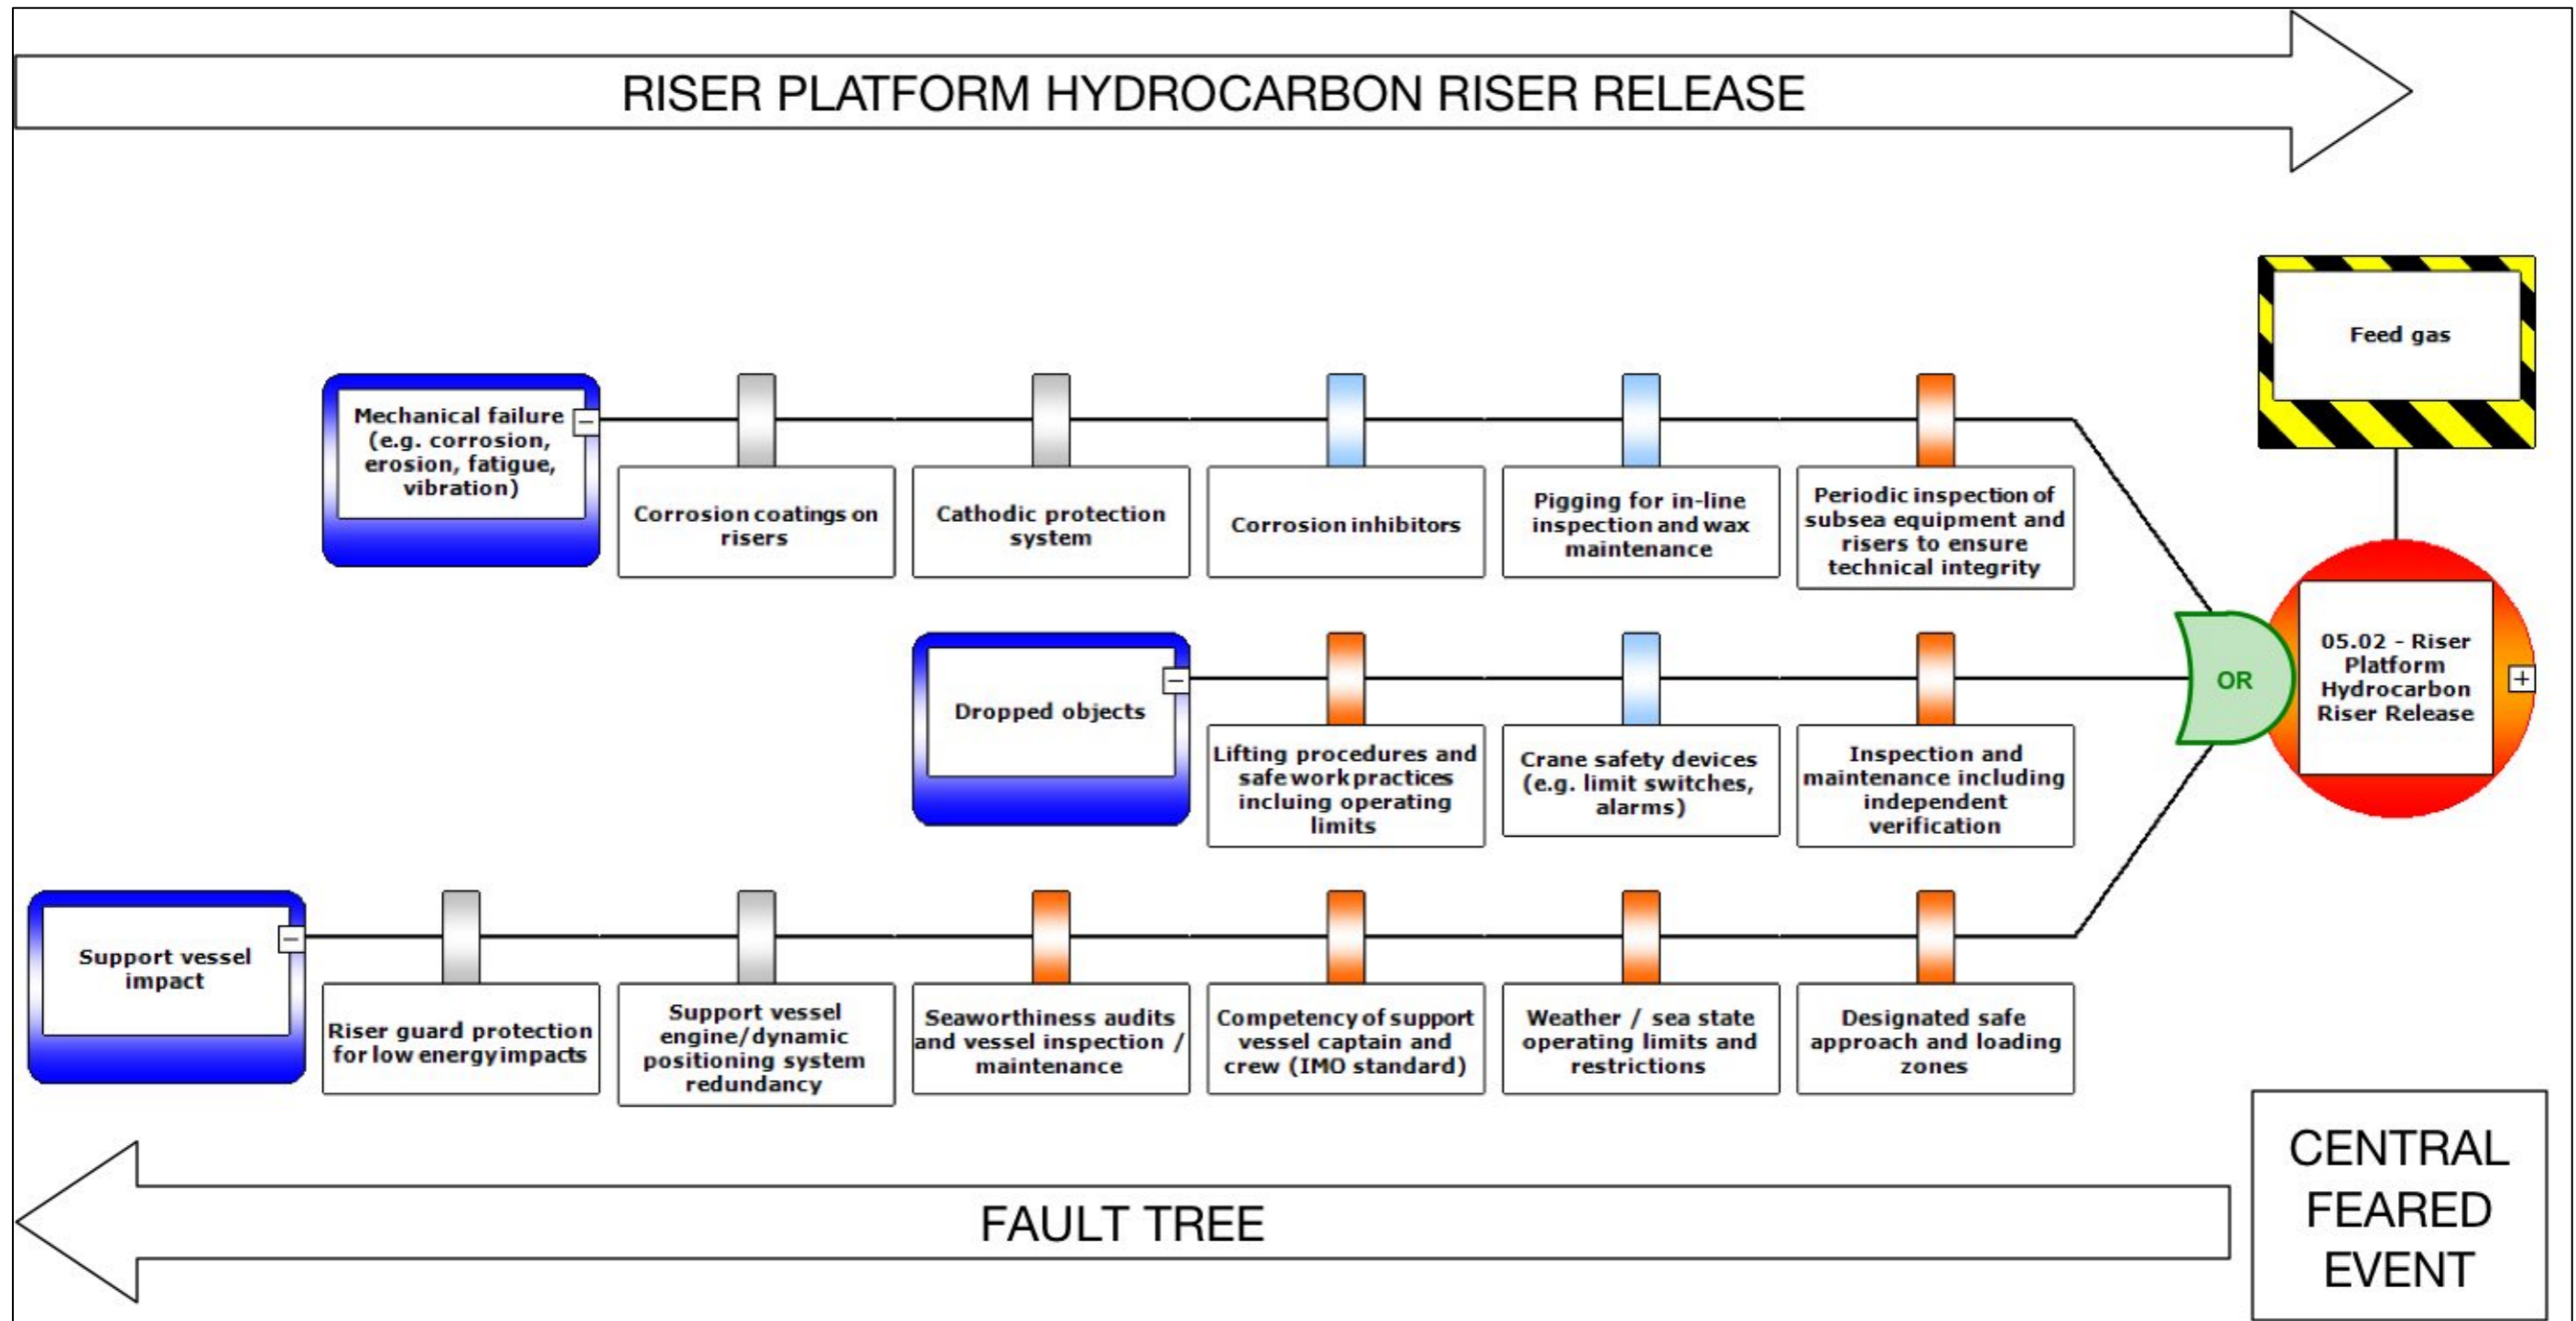 RISER PLATFORM HYDROCARBON RISER RELEASE
Feed gas
Mechanical failure
(e.g. corrosion,
erosion, fatigue,
vibration)
Corrosion coatings on
risers
Cathodic protection
system
Corrosion inhibitors
Pigging for in-line
inspection and wax
maintenance
Periodic inspection of
subsea equipment and
risers to ensure
technical integrity
Dropped objects
Lifting procedures and
safe work practices
incluing operating
limits
Crane safety devices
(e.g. limit switches,
alarms)
Inspection and
maintenance including
independent
verification
OR
05.02 - Riser
Platform
Hydrocarbon
Riser Release
Support vessel
impact
Riser guard protection
for low energy impacts
Support vessel
engine/dynamic
positioning system
redundancy
Seaworthiness audits
and vessel inspection /
maintenance
Competency of support
vessel captain and
crew (IMO standard)
Weather / sea state
operating limits and
restrictions
Designated safe
approach and loading
zones
FAULT TREE
CENTRAL
FEARED
EVENT